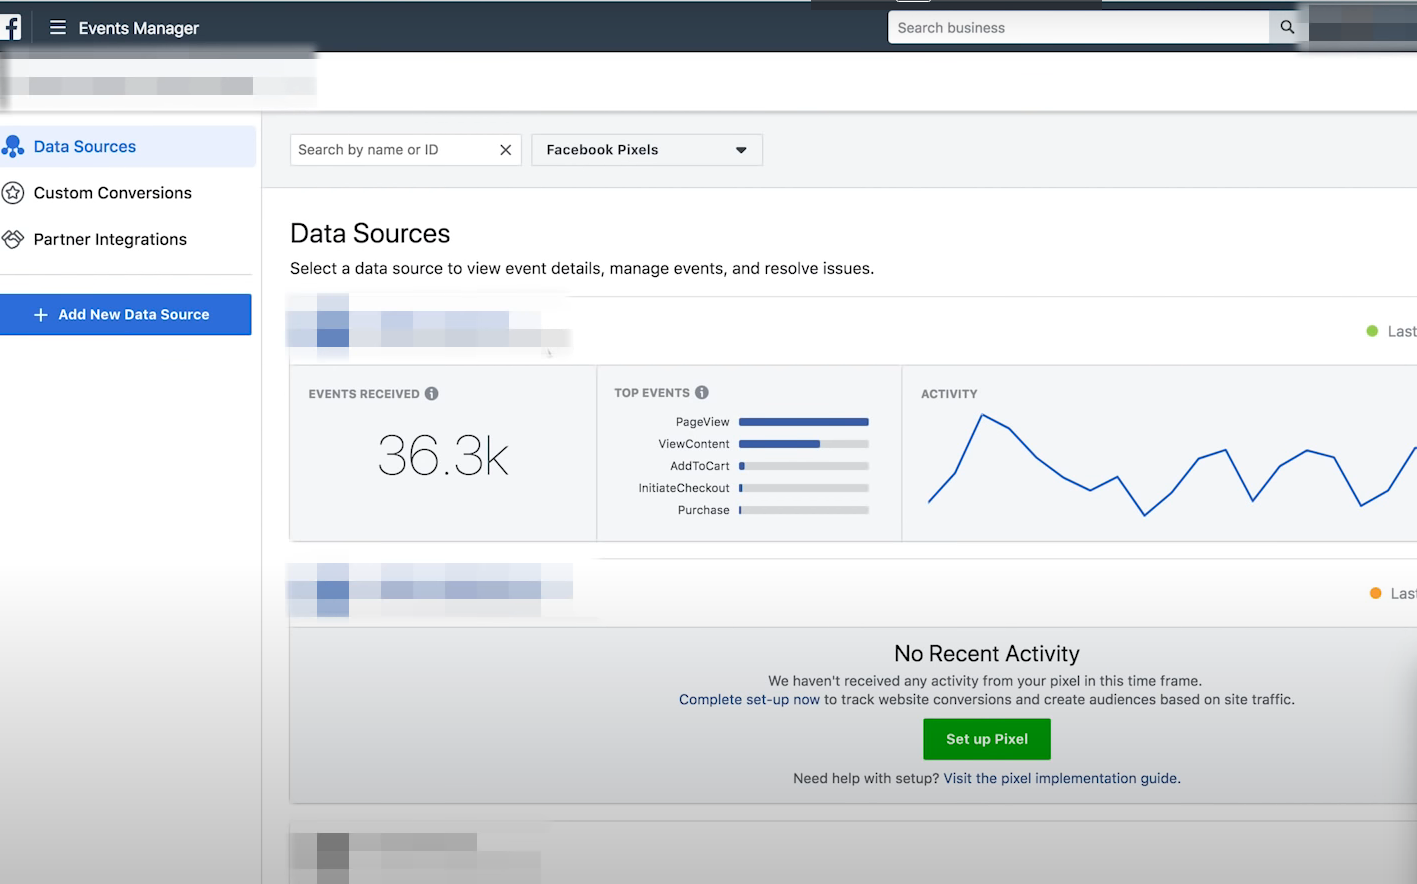 Events Manager
Search business
Data Sources
Custom Conversions
Partner Integrations
+ Add New Data Source
Search by name or ID
Facebook Pixels
Data Sources
Select a data source to view event details, manage events, and resolve issues.
Last
EVENTS RECEIVED
36.3k
TOP EVENTS
PageView
ViewContent
AddToCart
InitiateCheckout
Purchase
ACTIVITY
Last
No Recent Activity
We haven't received any activity from your pixel in this time frame.
Complete set-up now to track website conversions and create audiences based on site traffic.
Set up Pixel
Need help with setup? Visit the pixel implementation guide.